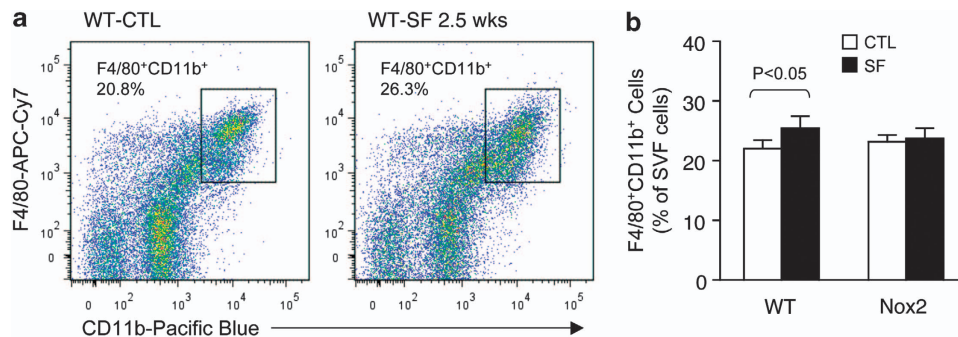 a
WT-CTL
WT-SF 2.5 wks
F4/80-APC-Cy7
10⁵
10⁴
10³
10²
0
F4/80⁺CD11b⁺
20.8%
0 10² 10³ 10⁴ 10⁵
10⁵
10⁴
10³
10²
0
F4/80⁺CD11b⁺
26.3%
0 10² 10³ 10⁴ 10⁵
CD11b-Pacific Blue
b
F4/80⁺CD11b⁺ Cells
(% of SVF cells)
40
30
20
10
0
CTL
SF
P<0.05
WT Nox2